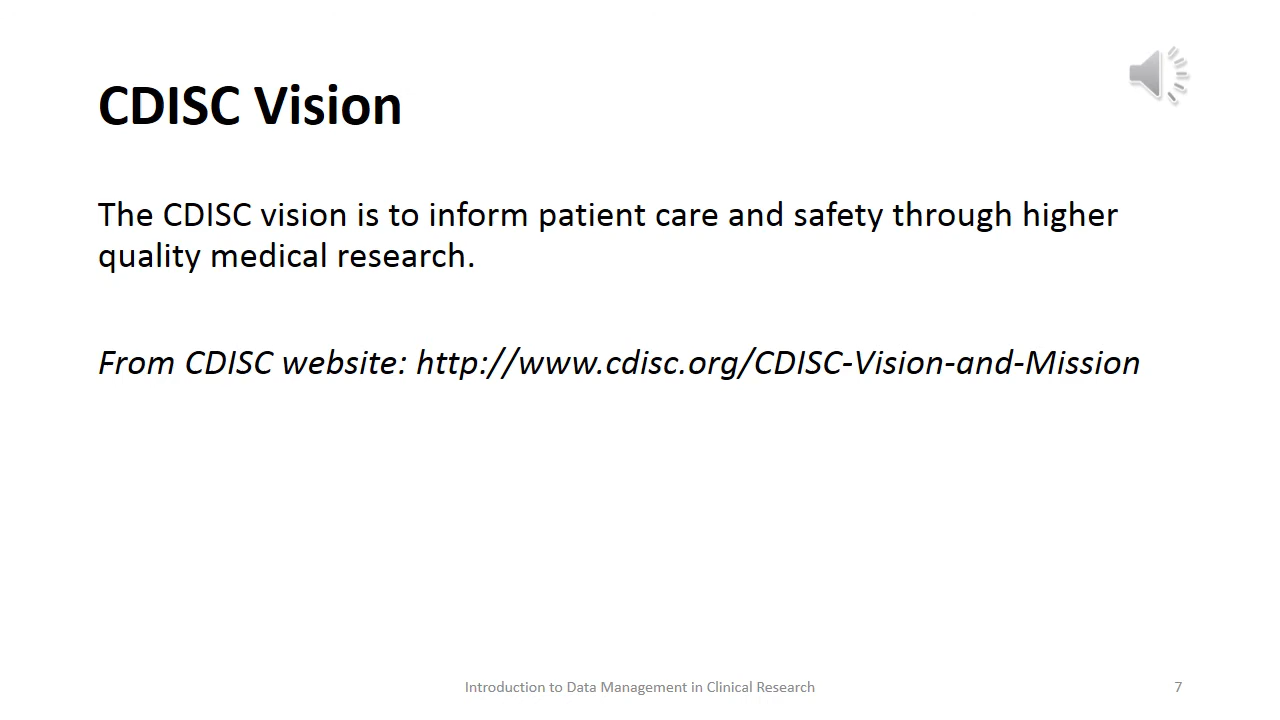 CDISC Vision
The CDISC vision is to inform patient care and safety through higher
quality medical research.
From CDISC website: http://www.cdisc.org/CDISC-Vision-and-Mission
Introduction to Data Management in Clinical Research
7